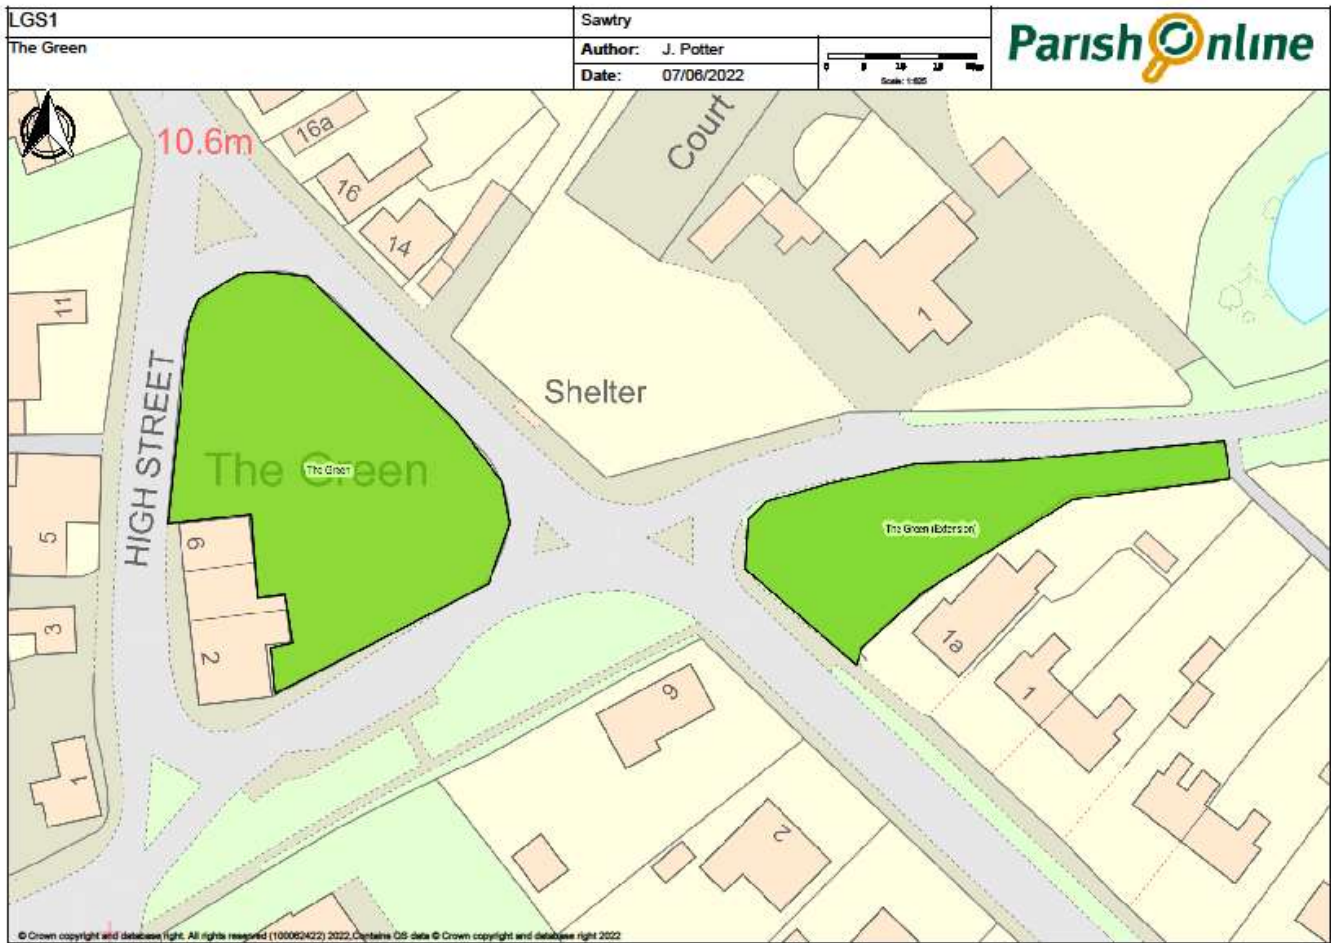 LGS1
The Green
Sawtry
Author: J. Potter
Date: 07/06/2022
Parish Online
10.6m
16a
16
14
Court
1
11
HIGH STREET
Shelter
The Green
The Green
The Green (Extension)
5
6
3
2
1a
1
9
1
2
© Crown copyright and database right. All rights reserved (100062422) 2022, Contains OS data © Crown copyright and database right 2022